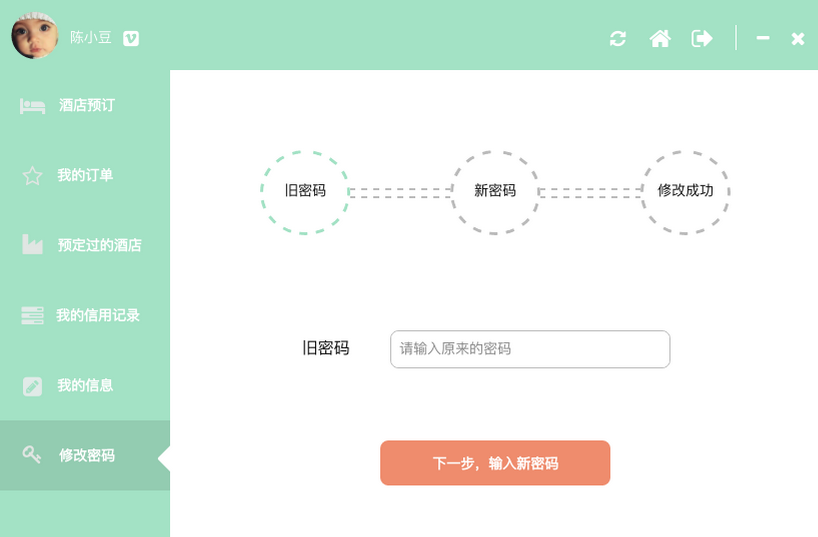 陈小豆
酒店预订
我的订单
预定过的酒店
我的信用记录
我的信息
修改密码
旧密码
新密码
修改成功
旧密码
请输入原来的密码
下一步，输入新密码